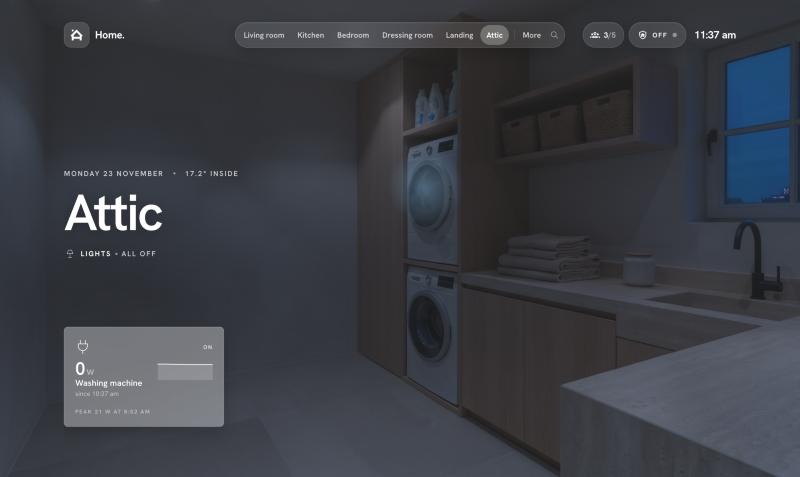 Home.
Living room Kitchen Bedroom Dressing room Landing Attic More
3/5
OFF
11:37 am
MONDAY 23 NOVEMBER • 17.2° INSIDE
Attic
LIGHTS • ALL OFF
ON
0 W
Washing machine
since 10:37 am
PEAK 21 W AT 9:52 AM